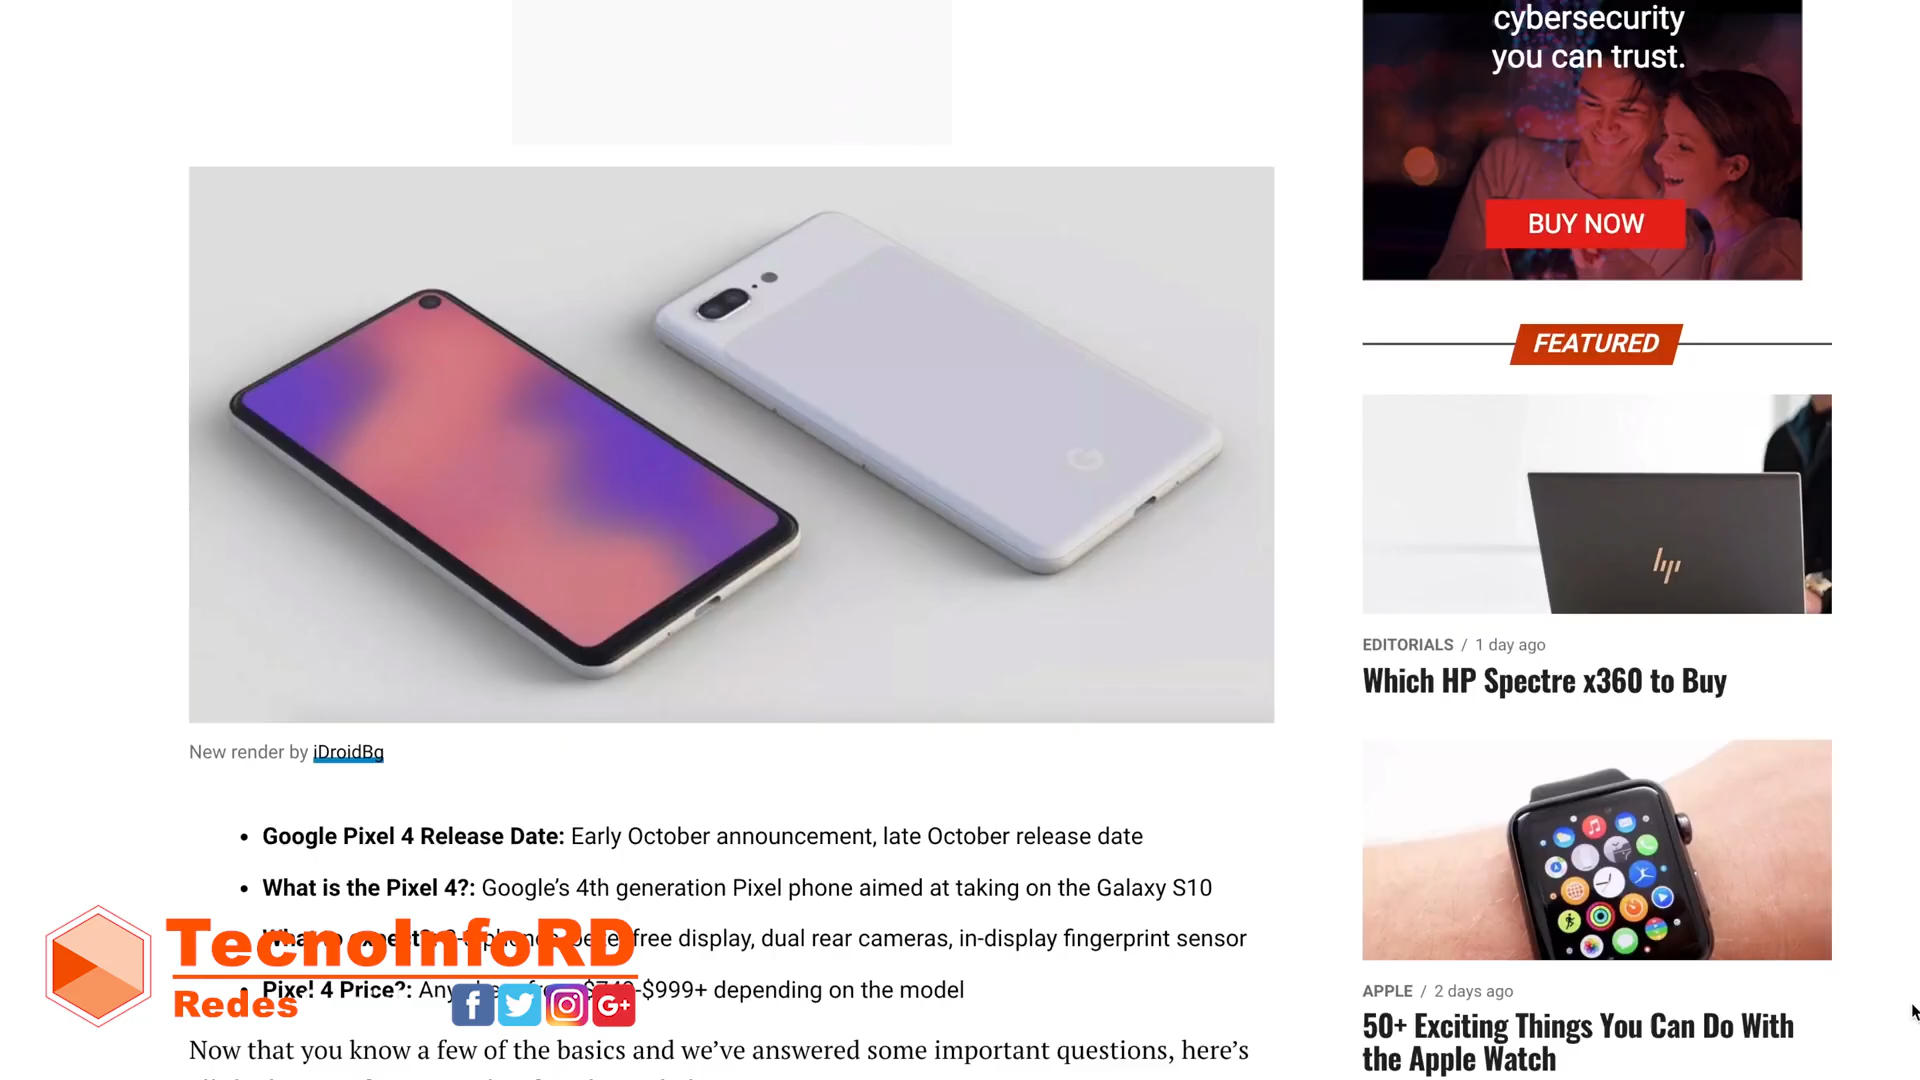 cybersecurity
you can trust.
BUY NOW
FEATURED
EDITORIALS / 1 day ago
Which HP Spectre x360 to Buy
New render by iDroidBg
• Google Pixel 4 Release Date: Early October announcement, late October release date
• What is the Pixel 4?: Google’s 4th generation Pixel phone aimed at taking on the Galaxy S10
free display, dual rear cameras, in-display fingerprint sensor
• Pixel 4 Price?: -$999+ depending on the model
Now that you know a few of the basics and we’ve answered some important questions, here’s
TecnoInfoRD
Redes
APPLE / 2 days ago
50+ Exciting Things You Can Do With
the Apple Watch